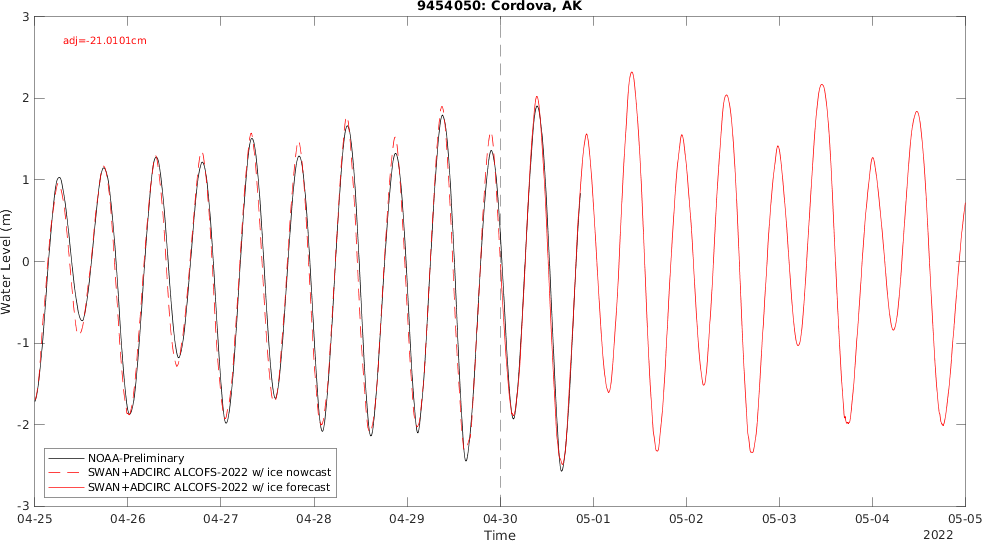 9454050: Cordova, AK
adj=-21.0101cm
3
2
1
0
-1
-2
-3
Water Level (m)
NOAA-Preliminary
SWAN+ADCIRC ALCOFS-2022 w/ ice nowcast
SWAN+ADCIRC ALCOFS-2022 w/ ice forecast
04-25 04-26 04-27 04-28 04-29 04-30 05-01 05-02 05-03 05-04 05-05
Time
2022